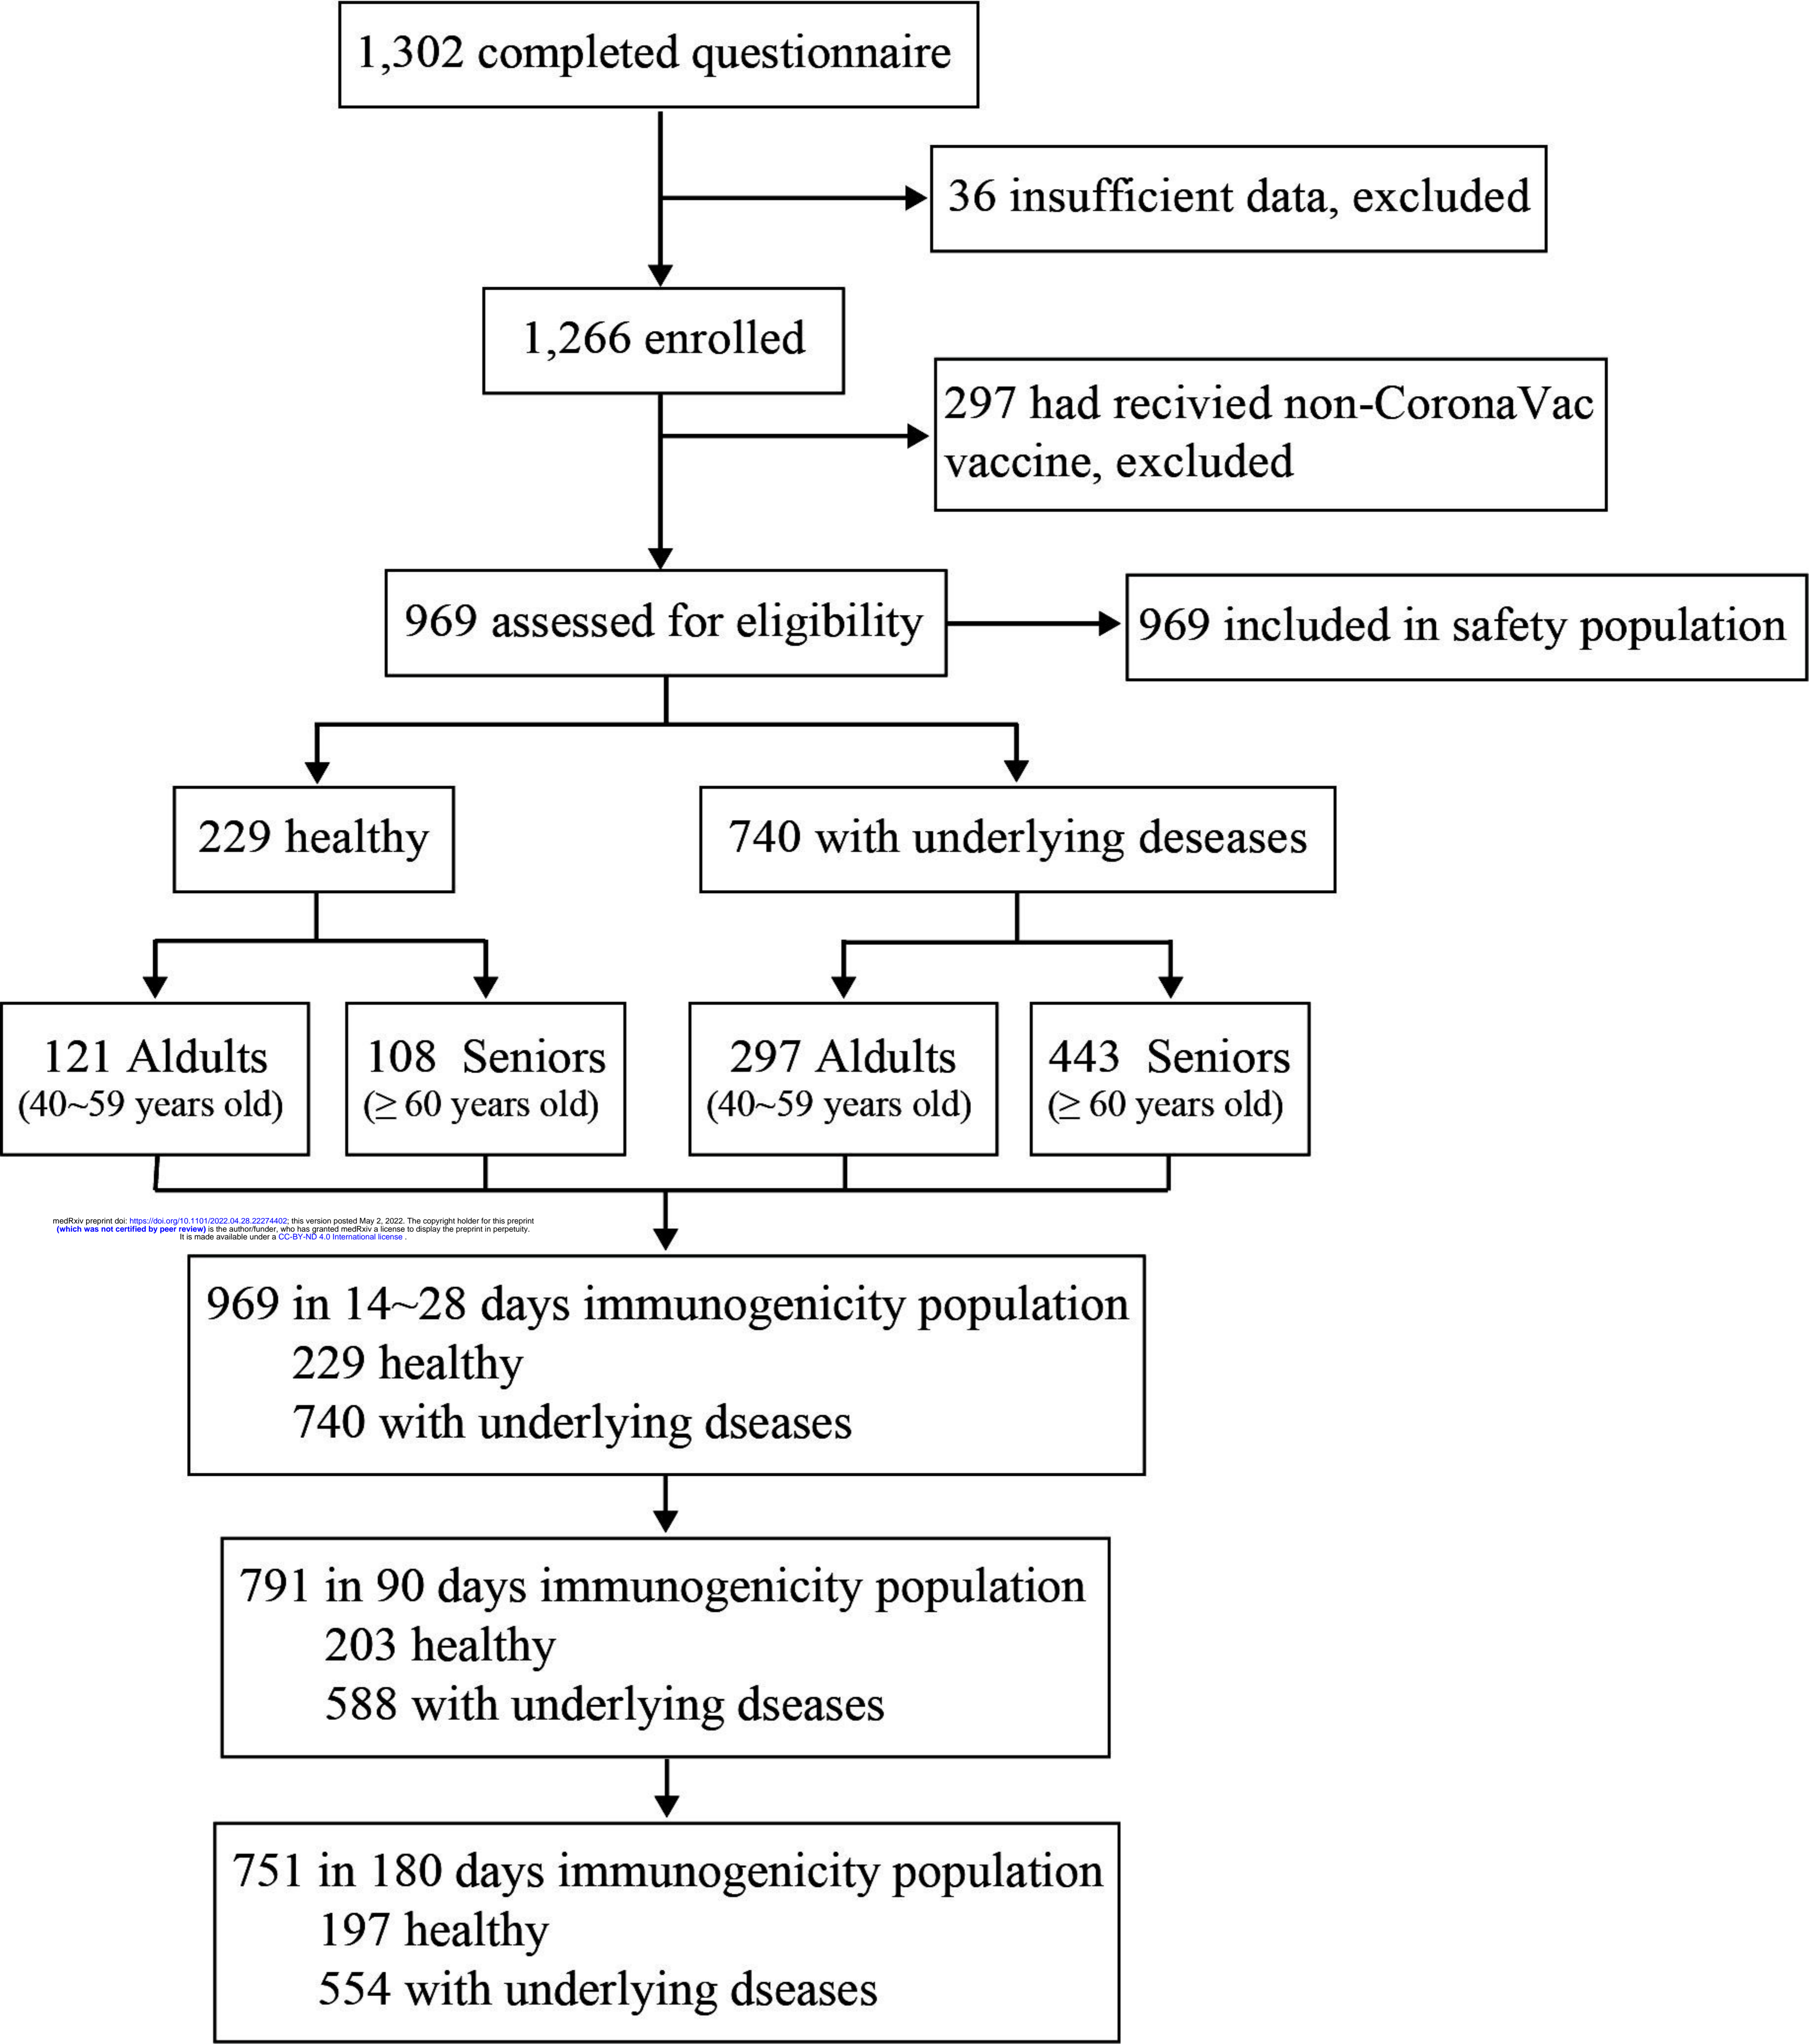 1,302 completed questionnaire
36 insufficient data, excluded
1,266 enrolled
297 had recivied non-CoronaVac
vaccine, excluded
969 assessed for eligibility
969 included in safety population
229 healthy
740 with underlying deseases
121 Aldults
(40~59 years old)
108 Seniors
(≥ 60 years old)
297 Aldults
(40~59 years old)
443 Seniors
(≥ 60 years old)
medRxiv preprint doi: https://doi.org/10.1101/2022.04.28.22274402; this version posted May 2, 2022. The copyright holder for this preprint
(which was not certified by peer review) is the author/funder, who has granted medRxiv a license to display the preprint in perpetuity.
It is made available under a CC-BY-ND 4.0 International license .
969 in 14~28 days immunogenicity population
229 healthy
740 with underlying dseases
791 in 90 days immunogenicity population
203 healthy
588 with underlying dseases
751 in 180 days immunogenicity population
197 healthy
554 with underlying dseases